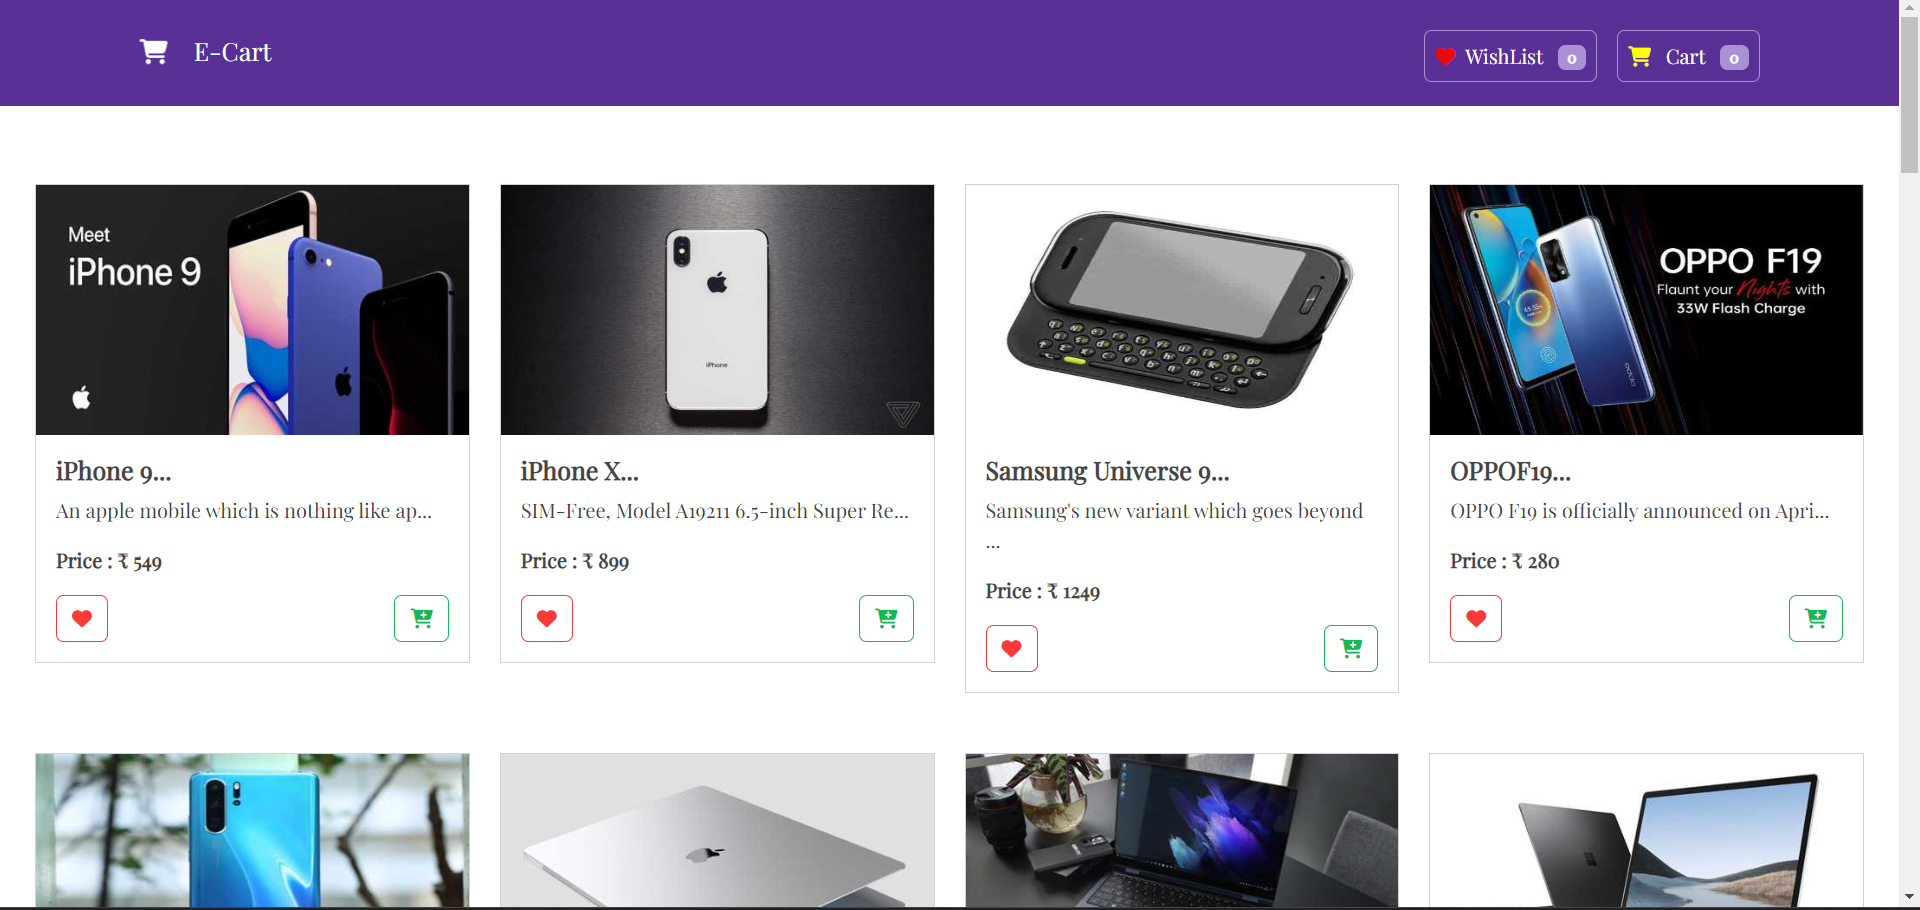 E-Cart
WishList 0
Cart 0
Meet
iPhone 9
iPhone
OPPO F19
Flaunt your Nights with
33W Flash Charge
iPhone 9...
An apple mobile which is nothing like ap...
Price : ₹ 549
iPhone X...
SIM-Free, Model A19211 6.5-inch Super Re...
Price : ₹ 899
Samsung Universe 9...
Samsung's new variant which goes beyond
...
Price : ₹ 1249
OPPOF19...
OPPO F19 is officially announced on Apri...
Price : ₹ 280